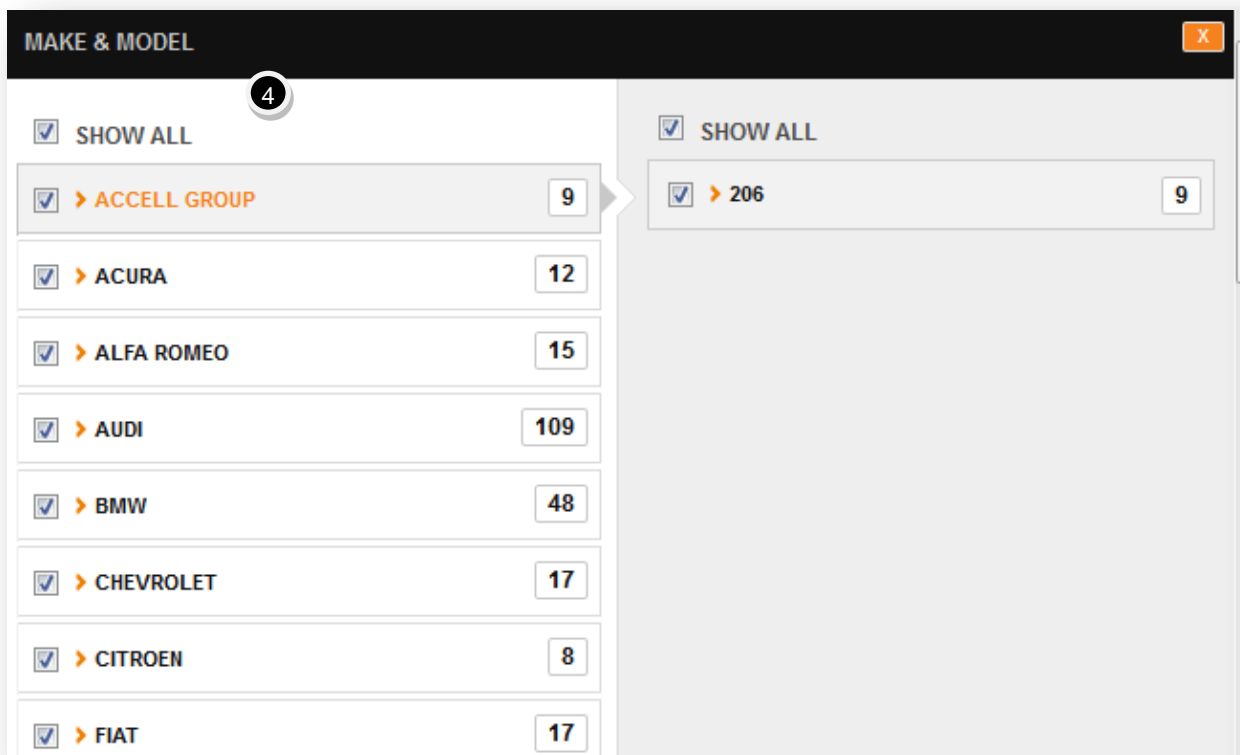 MAKE & MODEL
X
4
SHOW ALL
ACCELL GROUP 9
ACURA 12
ALFA ROMEO 15
AUDI 109
BMW 48
CHEVROLET 17
CITROEN 8
FIAT 17
SHOW ALL
206 9